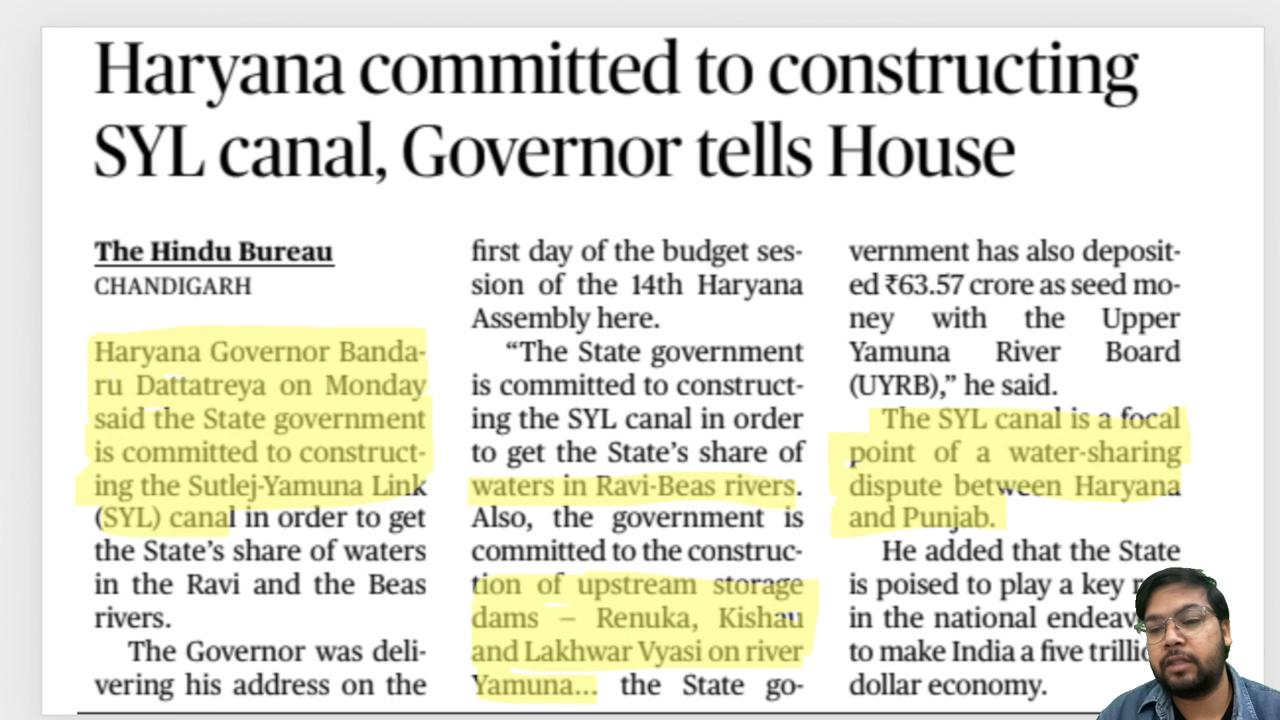 Haryana committed to constructing
SYL canal, Governor tells House
The Hindu Bureau
CHANDIGARH
Haryana Governor Banda-
ru Dattatreya on Monday
said the State government
is committed to construct-
ing the Sutlej-Yamuna Link
(SYL) canal in order to get
the State’s share of waters
in the Ravi and the Beas
rivers.
The Governor was deli-
vering his address on the
first day of the budget ses-
sion of the 14th Haryana
Assembly here.
“The State government
is committed to construct-
ing the SYL canal in order
to get the State’s share of
waters in Ravi-Beas rivers.
Also, the government is
committed to the construc-
tion of upstream storage
dams – Renuka, Kishau
and Lakhwar Vyasi on river
Yamuna... the State go-
vernment has also deposit-
ed ₹63.57 crore as seed mo-
ney with the Upper
Yamuna River Board
(UYRB),” he said.
The SYL canal is a focal
point of a water-sharing
dispute between Haryana
and Punjab.
He added that the State
is poised to play a key
in the national
to make India a five
dollar economy.